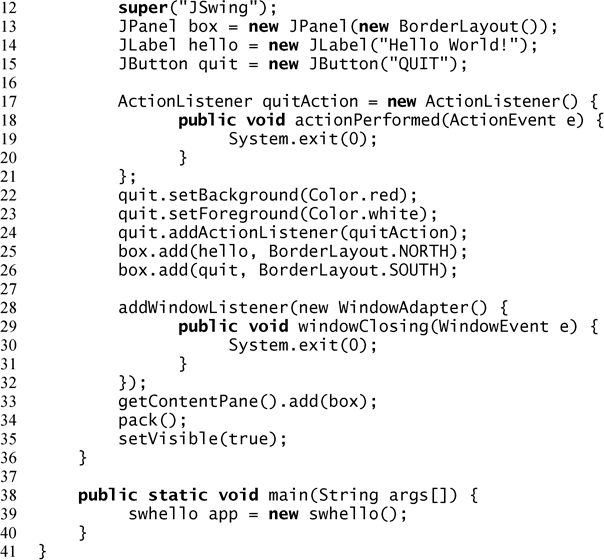 12 super("JSwing");
13 JPanel box = new JPanel(new BorderLayout());
14 JLabel hello = new JLabel("Hello World!");
15 JButton quit = new JButton("QUIT");
16
17 ActionListener quitAction = new ActionListener() {
18 public void actionPerformed(ActionEvent e) {
19 System.exit(0);
20 }
21 };
22 quit.setBackground(Color.red);
23 quit.setForeground(Color.white);
24 quit.addActionListener(quitAction);
25 box.add(hello, BorderLayout.NORTH);
26 box.add(quit, BorderLayout.SOUTH);
27
28 addWindowListener(new WindowAdapter() {
29 public void windowClosing(WindowEvent e) {
30 System.exit(0);
31 }
32 });
33 getContentPane().add(box);
34 pack();
35 setVisible(true);
36 }
37
38 public static void main(String args[]) {
39 swhello app = new swhello();
40 }
41 }